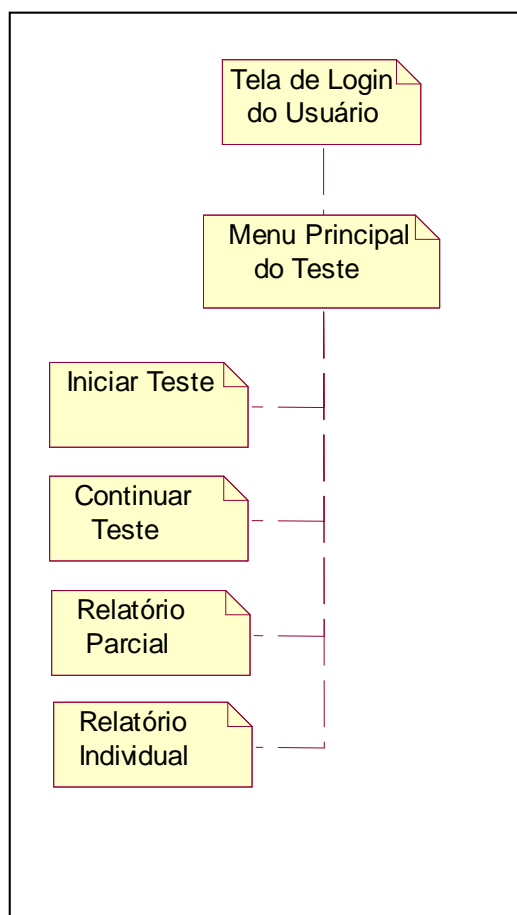 Tela de Login
do Usuário
Menu Principal
do Teste
Iniciar Teste
Continuar
Teste
Relatório
Parcial
Relatório
Individual